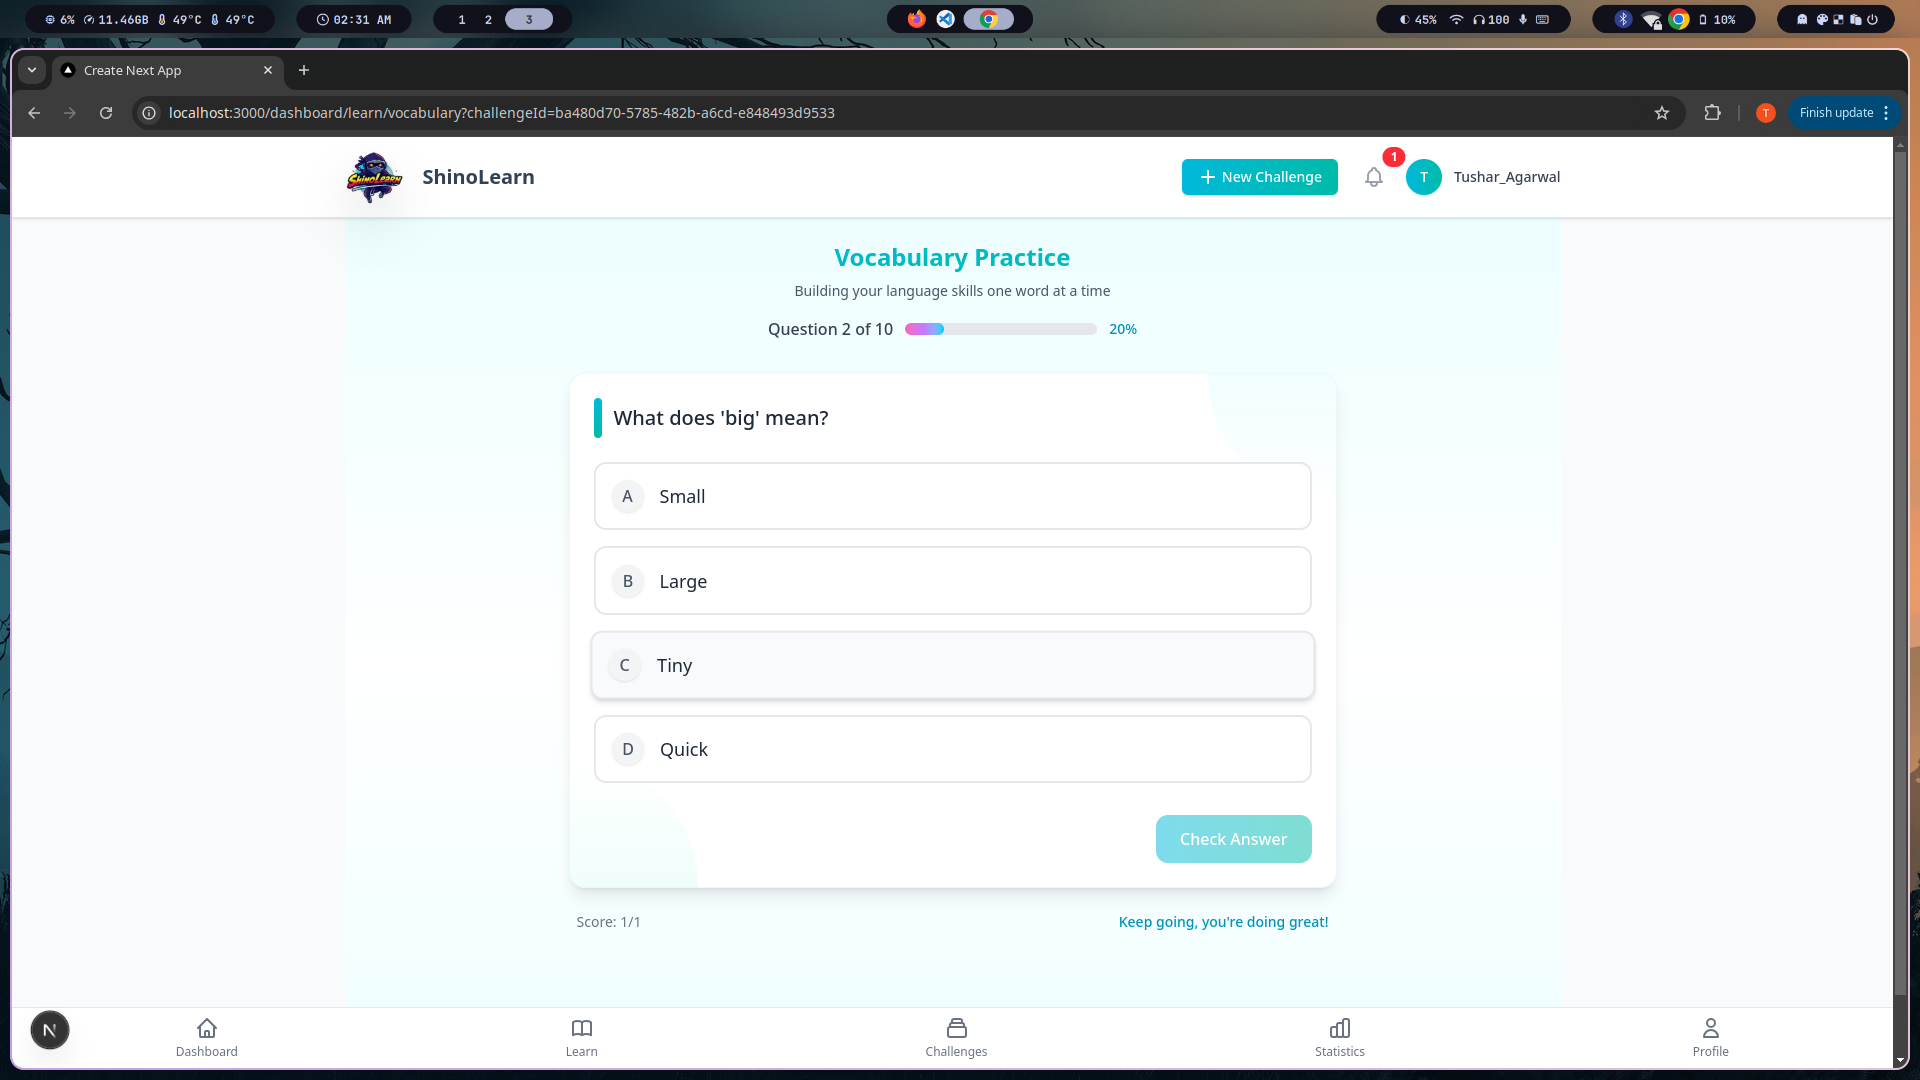 6% 11.46GB 49°C 49°C
02:31 AM
1 2 3
45% 100
10%
Create Next App
localhost:3000/dashboard/learn/vocabulary?challengeId=ba480d70-5785-482b-a6cd-e848493d9533
T
Finish update
SHINOLEARN
ShinoLearn
New Challenge
1
T
Tushar_Agarwal
Vocabulary Practice
Building your language skills one word at a time
Question 2 of 10
20%
What does 'big' mean?
A Small
B Large
C Tiny
D Quick
Check Answer
Score: 1/1
Keep going, you're doing great!
N
Dashboard
Learn
Challenges
Statistics
Profile